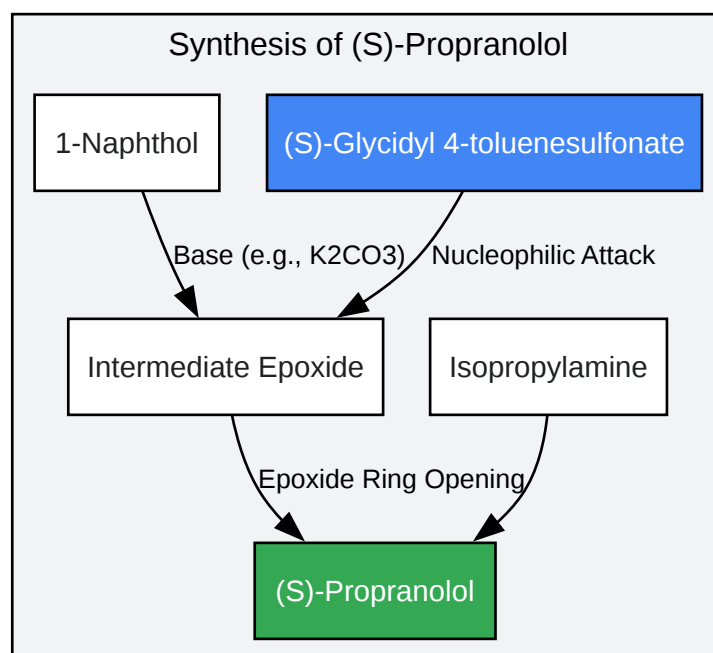 Synthesis of (S)-Propranolol
1-Naphthol
(S)-Glycidyl 4-toluenesulfonate
Base (e.g., K2CO3)
Nucleophilic Attack
Intermediate Epoxide
Isopropylamine
Epoxide Ring Opening
(S)-Propranolol